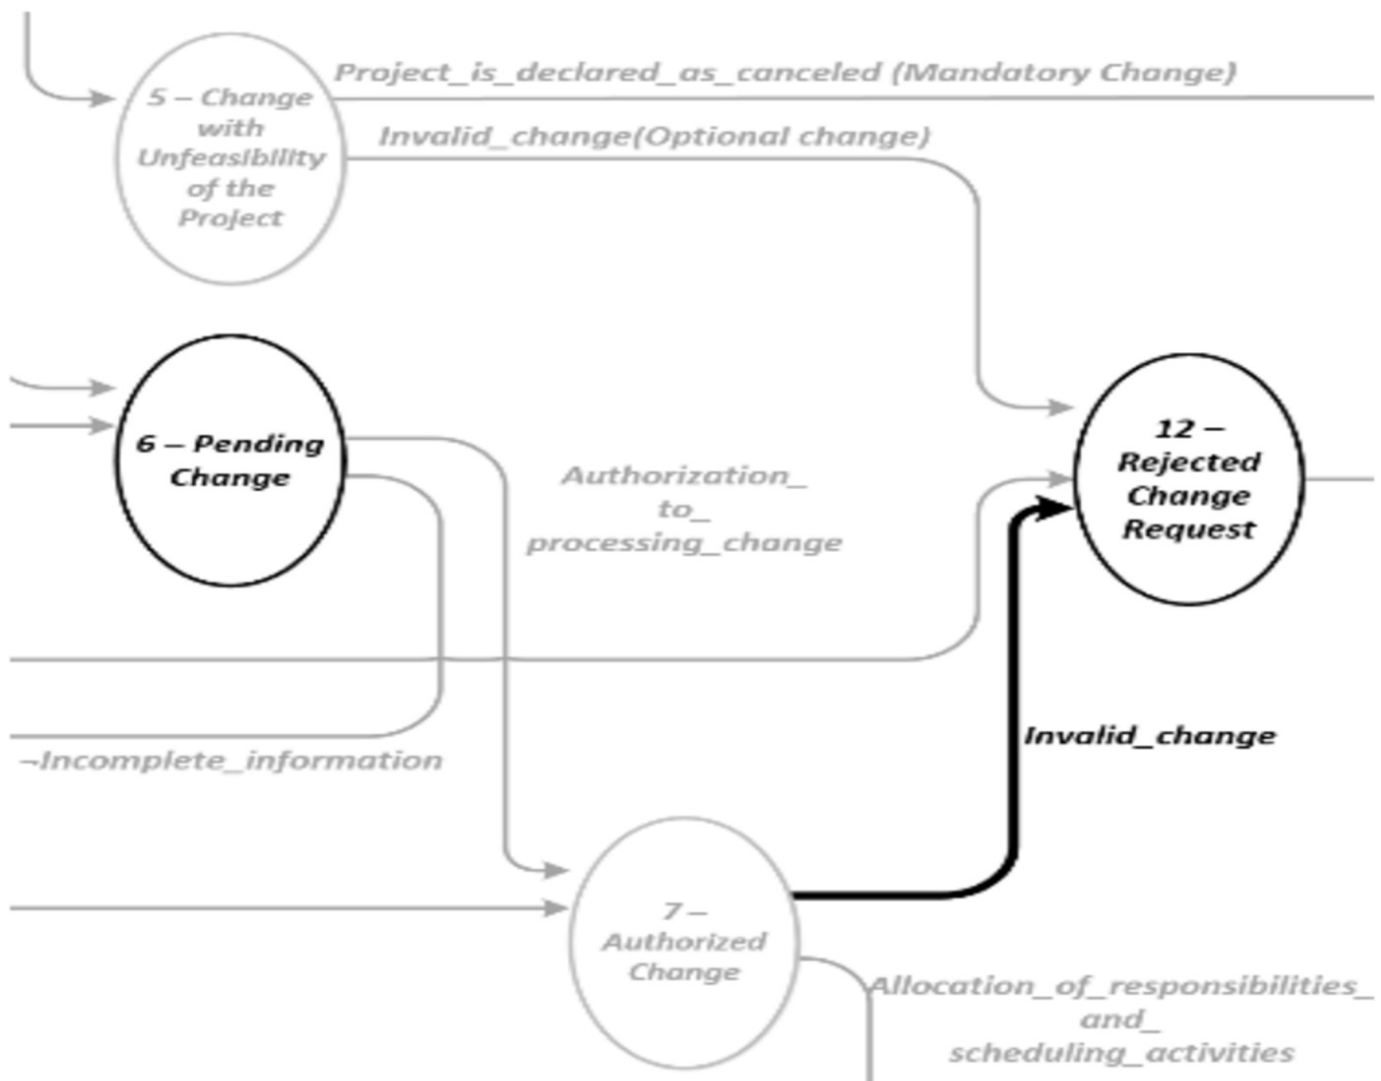 Project_is_declared_as_canceled (Mandatory Change)
5 – Change
with
Unfeasibility
of the
Project
Invalid_change(Optional change)
6 – Pending
Change
Authorization_
to_
processing_change
12 –
Rejected
Change
Request
Invalid_change
¬Incomplete_information
7 –
Authorized
Change
Allocation_of_responsibilities_
and_
scheduling_activities